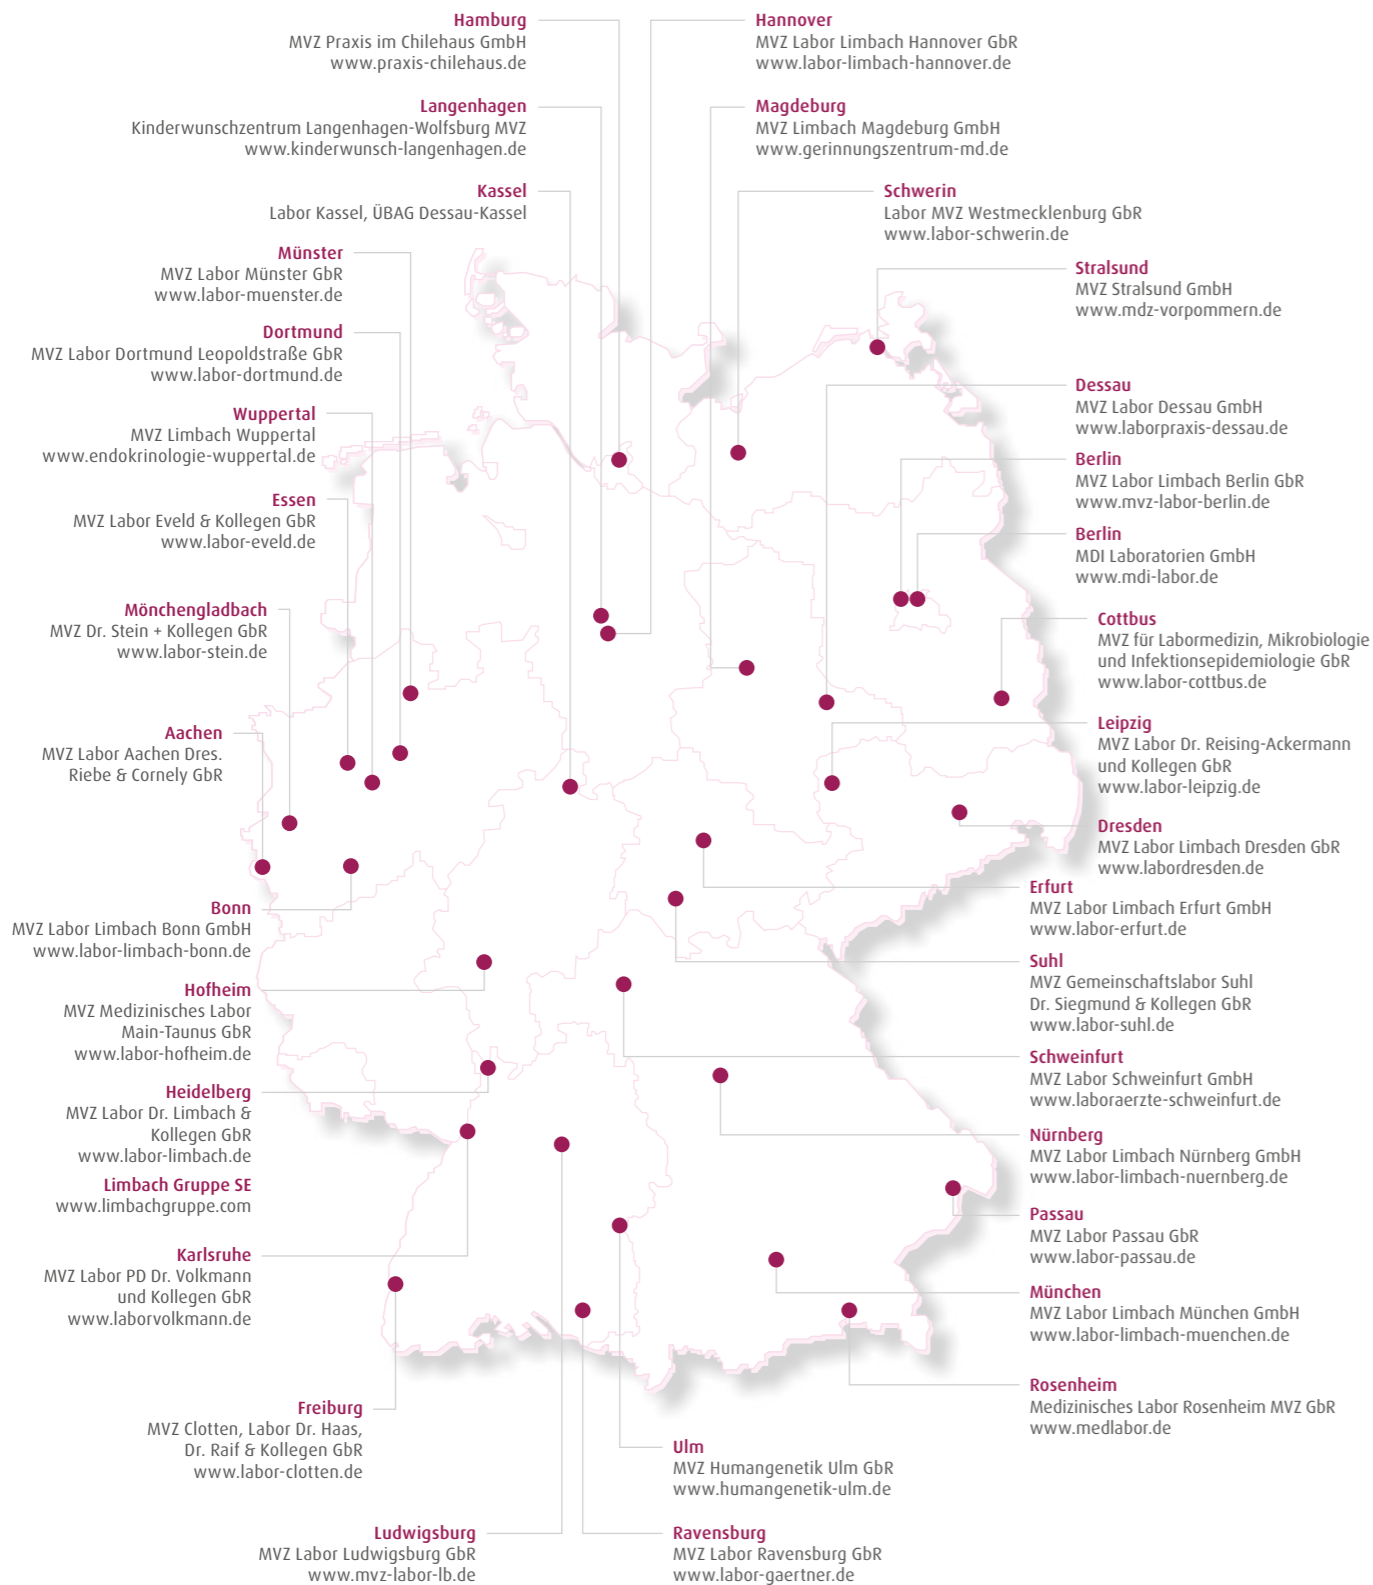 Hamburg
MVZ Praxis im Chilehaus GmbH
www.praxis-chilehaus.de
Langenhagen
Kinderwunschzentrum Langenhagen-Wolfsburg MVZ
www.kinderwunsch-langenhagen.de
Kassel
Labor Kassel, ÜBAG Dessau-Kassel
Münster
MVZ Labor Münster GbR
www.labor-muenster.de
Dortmund
MVZ Labor Dortmund Leopoldstraße GbR
www.labor-dortmund.de
Wuppertal
MVZ Limbach Wuppertal
www.endokrinologie-wuppertal.de
Essen
MVZ Labor Eveld & Kollegen GbR
www.labor-eveld.de
Mönchengladbach
MVZ Dr. Stein + Kollegen GbR
www.labor-stein.de
Aachen
MVZ Labor Aachen Dres.
Riebe & Cornely GbR
Bonn
MVZ Labor Limbach Bonn GmbH
www.labor-limbach-bonn.de
Hofheim
MVZ Medizinisches Labor
Main-Taunus GbR
www.labor-hofheim.de
Heidelberg
MVZ Labor Dr. Limbach &
Kollegen GbR
www.labor-limbach.de
Limbach Gruppe SE
www.limbachgruppe.com
Karlsruhe
MVZ Labor PD Dr. Volkmann
und Kollegen GbR
www.laborvolkmann.de
Freiburg
MVZ Clotten, Labor Dr. Haas,
Dr. Raif & Kollegen GbR
www.labor-clotten.de
Ludwigsburg
MVZ Labor Ludwigsburg GbR
www.mvz-labor-lb.de
Hannover
MVZ Labor Limbach Hannover GbR
www.labor-limbach-hannover.de
Magdeburg
MVZ Limbach Magdeburg GmbH
www.gerinnungszentrum-md.de
Schwerin
Labor MVZ Westmecklenburg GbR
www.labor-schwerin.de
Stralsund
MVZ Stralsund GmbH
www.mdz-vorpommern.de
Dessau
MVZ Labor Dessau GmbH
www.laborpraxis-dessau.de
Berlin
MVZ Labor Limbach Berlin GbR
www.mvz-labor-berlin.de
Berlin
MDI Laboratorien GmbH
www.mdi-labor.de
Cottbus
MVZ für Labormedizin, Mikrobiologie
und Infektionsepidemiologie GbR
www.labor-cottbus.de
Leipzig
MVZ Labor Dr. Reising-Ackermann
und Kollegen GbR
www.labor-leipzig.de
Dresden
MVZ Labor Limbach Dresden GbR
www.labordresden.de
Erfurt
MVZ Labor Limbach Erfurt GmbH
www.labor-erfurt.de
Suhl
MVZ Gemeinschaftslabor Suhl
Dr. Siegmund & Kollegen GbR
www.labor-suhl.de
Schweinfurt
MVZ Labor Schweinfurt GmbH
www.laboraerzte-schweinfurt.de
Nürnberg
MVZ Labor Limbach Nürnberg GmbH
www.labor-limbach-nuernberg.de
Passau
MVZ Labor Passau GbR
www.labor-passau.de
München
MVZ Labor Limbach München GmbH
www.labor-limbach-muenchen.de
Rosenheim
Medizinisches Labor Rosenheim MVZ GbR
www.medlabor.de
Ulm
MVZ Humangenetik Ulm GbR
www.humangenetik-ulm.de
Ravensburg
MVZ Labor Ravensburg GbR
www.labor-gaertner.de